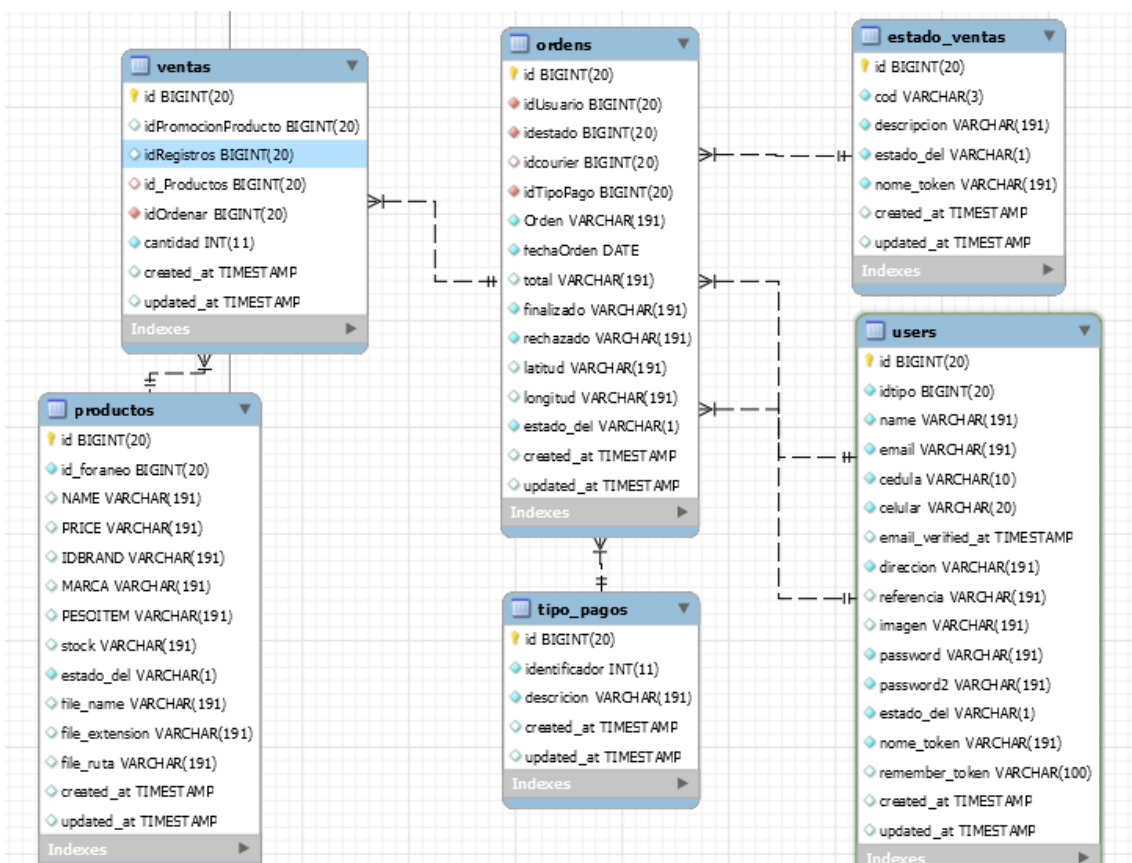 ventas
id BIGINT(20)
idPromocionProducto BIGINT(20)
idRegistros BIGINT(20)
id_Productos BIGINT(20)
idOrdenar BIGINT(20)
cantidad INT(11)
created_at TIMESTAMP
updated_at TIMESTAMP
Indexes
productos
id BIGINT(20)
id_foraneo BIGINT(20)
NAME VARCHAR(191)
PRICE VARCHAR(191)
IDBRAND VARCHAR(191)
MARCA VARCHAR(191)
PESOITEM VARCHAR(191)
stock VARCHAR(191)
estado_del VARCHAR(1)
file_name VARCHAR(191)
file_extension VARCHAR(191)
file_ruta VARCHAR(191)
created_at TIMESTAMP
updated_at TIMESTAMP
Indexes
ordens
id BIGINT(20)
idUsuario BIGINT(20)
idestado BIGINT(20)
idcourier BIGINT(20)
idTipoPago BIGINT(20)
Orden VARCHAR(191)
fechaOrden DATE
total VARCHAR(191)
finalizado VARCHAR(191)
rechazado VARCHAR(191)
latitud VARCHAR(191)
longitud VARCHAR(191)
estado_del VARCHAR(1)
created_at TIMESTAMP
updated_at TIMESTAMP
Indexes
tipo_pagos
id BIGINT(20)
identificador INT(11)
descricion VARCHAR(191)
created_at TIMESTAMP
updated_at TIMESTAMP
Indexes
estado_ventas
id BIGINT(20)
cod VARCHAR(3)
descripcion VARCHAR(191)
estado_del VARCHAR(1)
nome_token VARCHAR(191)
created_at TIMESTAMP
updated_at TIMESTAMP
Indexes
users
id BIGINT(20)
idtipo BIGINT(20)
name VARCHAR(191)
email VARCHAR(191)
cedula VARCHAR(10)
celular VARCHAR(20)
email_verified_at TIMESTAMP
direccion VARCHAR(191)
referencia VARCHAR(191)
imagen VARCHAR(191)
password VARCHAR(191)
password2 VARCHAR(191)
estado_del VARCHAR(1)
nome_token VARCHAR(191)
remember_token VARCHAR(100)
created_at TIMESTAMP
updated_at TIMESTAMP
Indexes